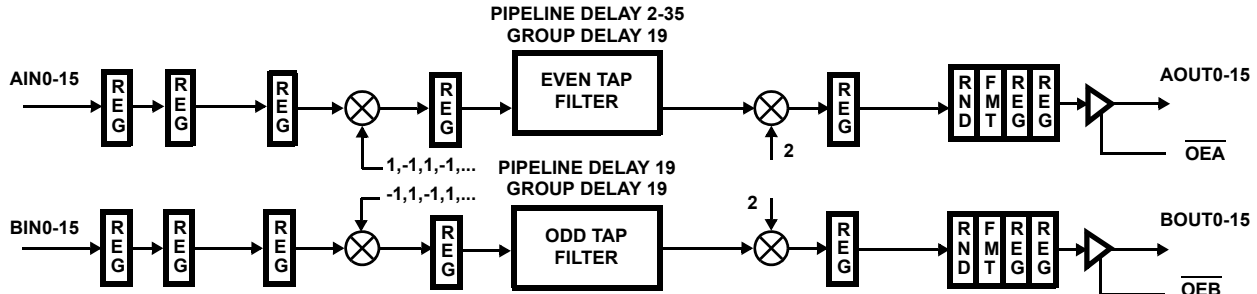 PIPELINE DELAY 2-35
GROUP DELAY 19
AIN0-15
REG
REG
REG
REG
EVEN TAP
FILTER
REG
RND
FMT
REG
REG
AOUT0-15
2
OEA
1,-1,1,-1,...
PIPELINE DELAY 19
GROUP DELAY 19
-1,1,-1,1,...
2
BIN0-15
REG
REG
REG
REG
ODD TAP
FILTER
REG
RND
FMT
REG
REG
BOUT0-15
OEB